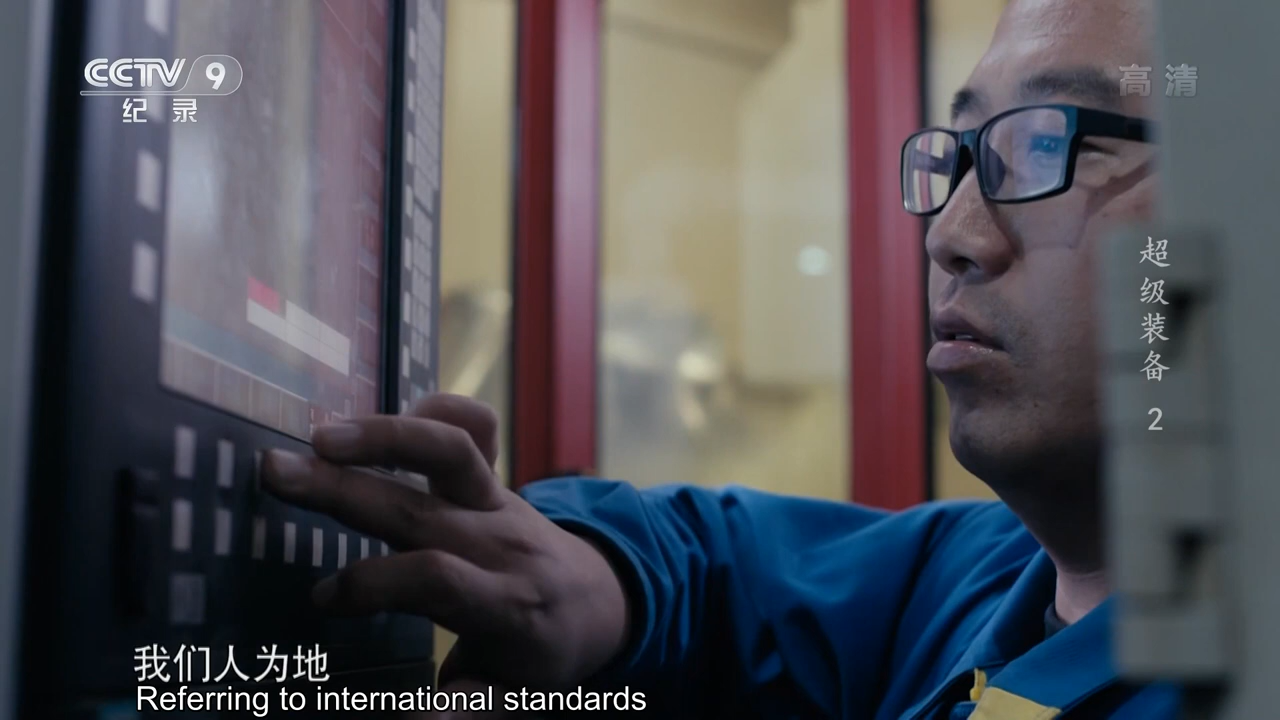 CCTV 9
纪录
高清
超级装备 2
我们人为地
Referring to international standards